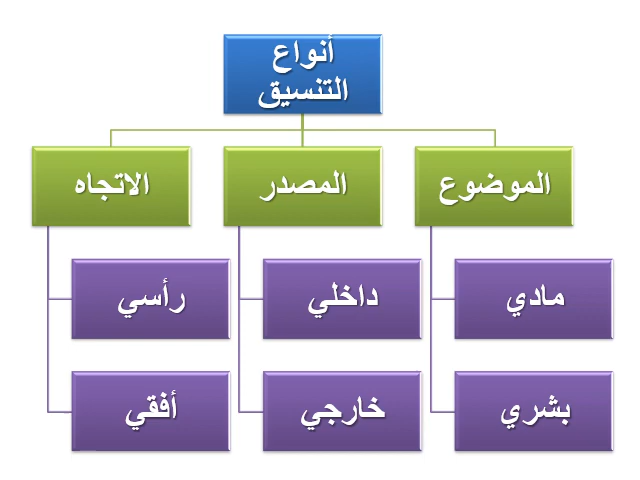 أنواع
التنسيق
الموضوع
المصدر
الاتجاه
مادي
داخلي
رأسي
بشري
خارجي
أفقي